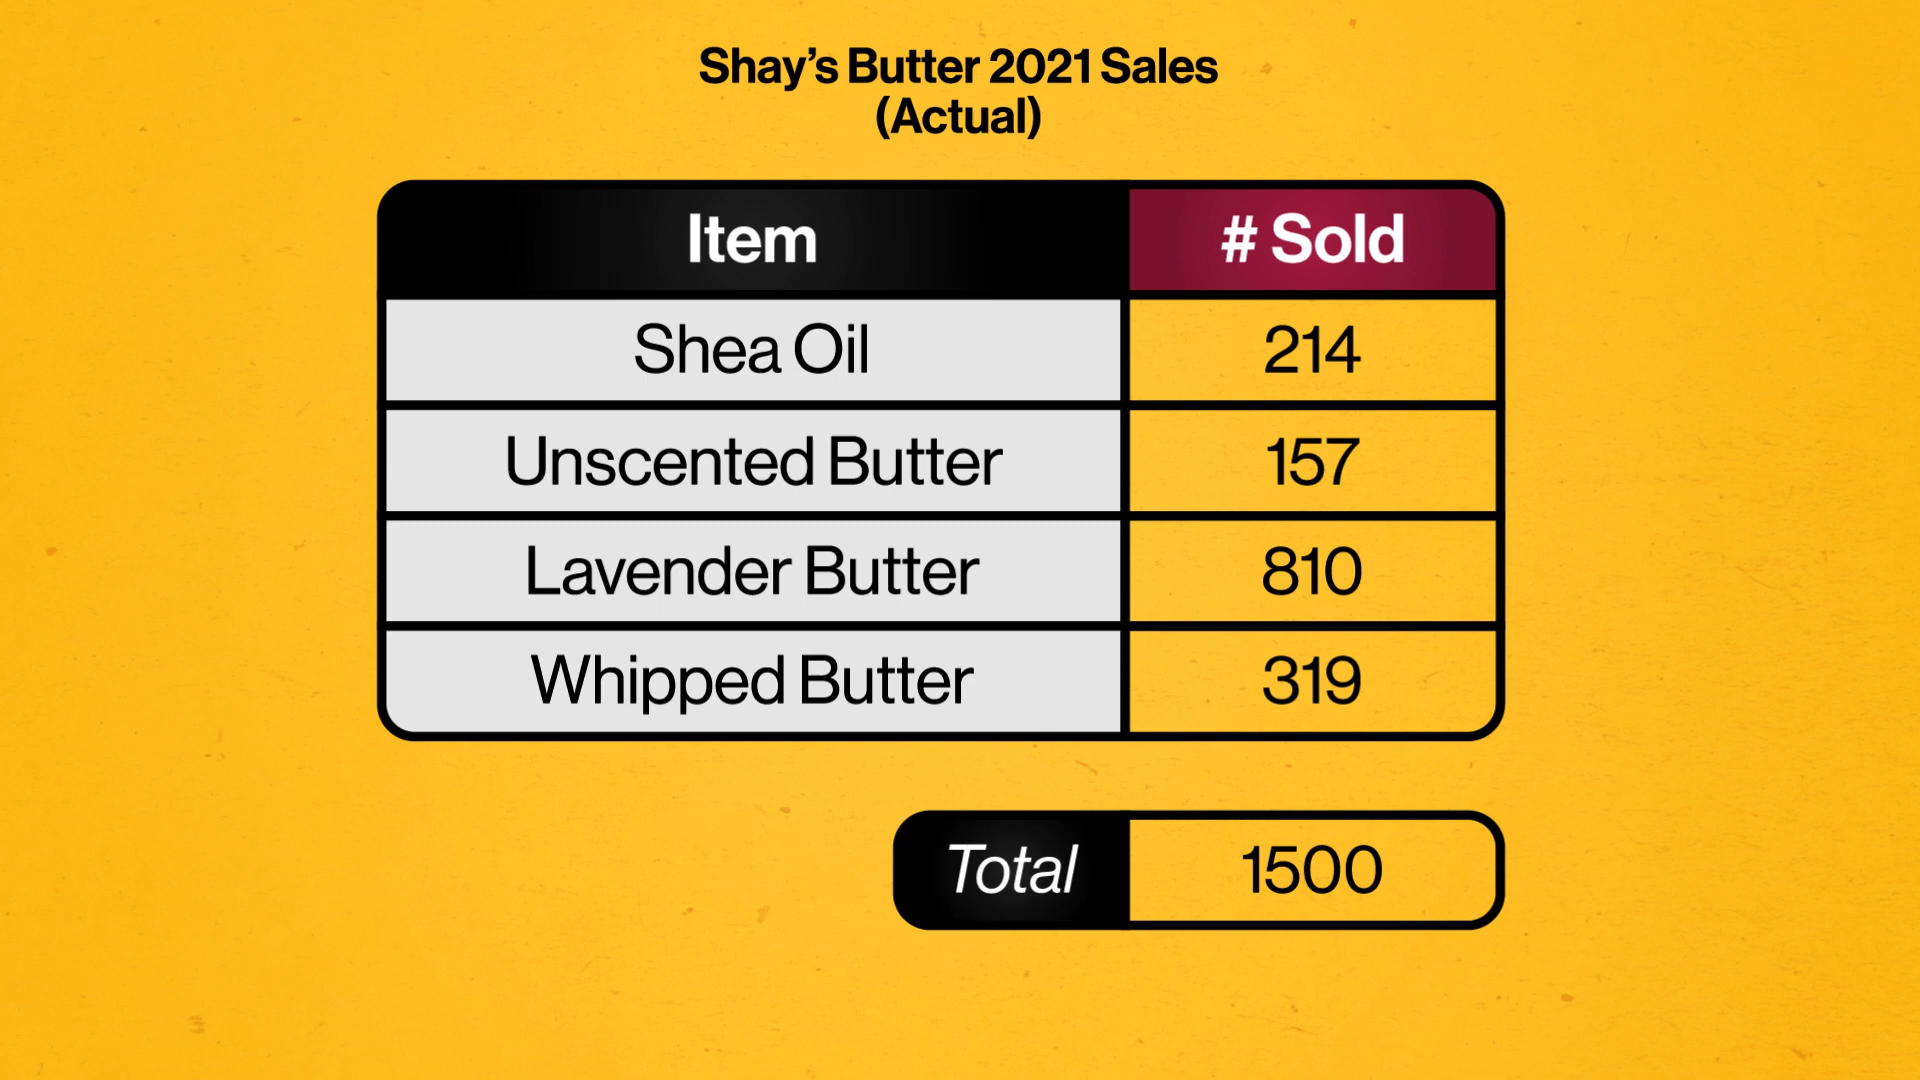 Shay’s Butter 2021 Sales
(Actual)
Item # Sold
Shea Oil 214
Unscented Butter 157
Lavender Butter 810
Whipped Butter 319
Total 1500